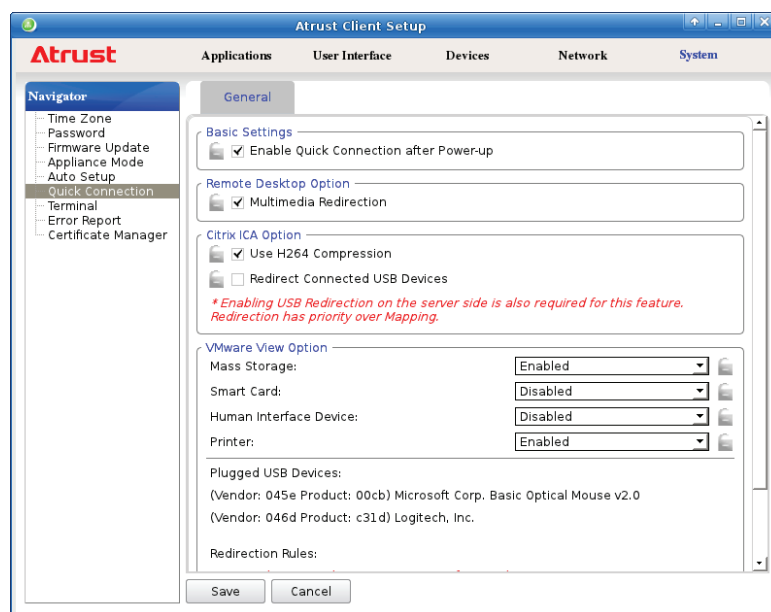 Atrust Client Setup
Atrust
Applications
User Interface
Devices
Network
System
Navigator
Time Zone
Password
Firmware Update
Appliance Mode
Auto Setup
Quick Connection
Terminal
Error Report
Certificate Manager
General
Basic Settings
Enable Quick Connection after Power-up
Remote Desktop Option
Multimedia Redirection
Citrix ICA Option
Use H264 Compression
Redirect Connected USB Devices
* Enabling USB Redirection on the server side is also required for this feature.
Redirection has priority over Mapping.
VMware View Option
Mass Storage: Enabled
Smart Card: Disabled
Human Interface Device: Disabled
Printer: Enabled
Plugged USB Devices:
(Vendor: 045e Product: 00cb) Microsoft Corp. Basic Optical Mouse v2.0
(Vendor: 046d Product: c31d) Logitech, Inc.
Redirection Rules:
Save
Cancel